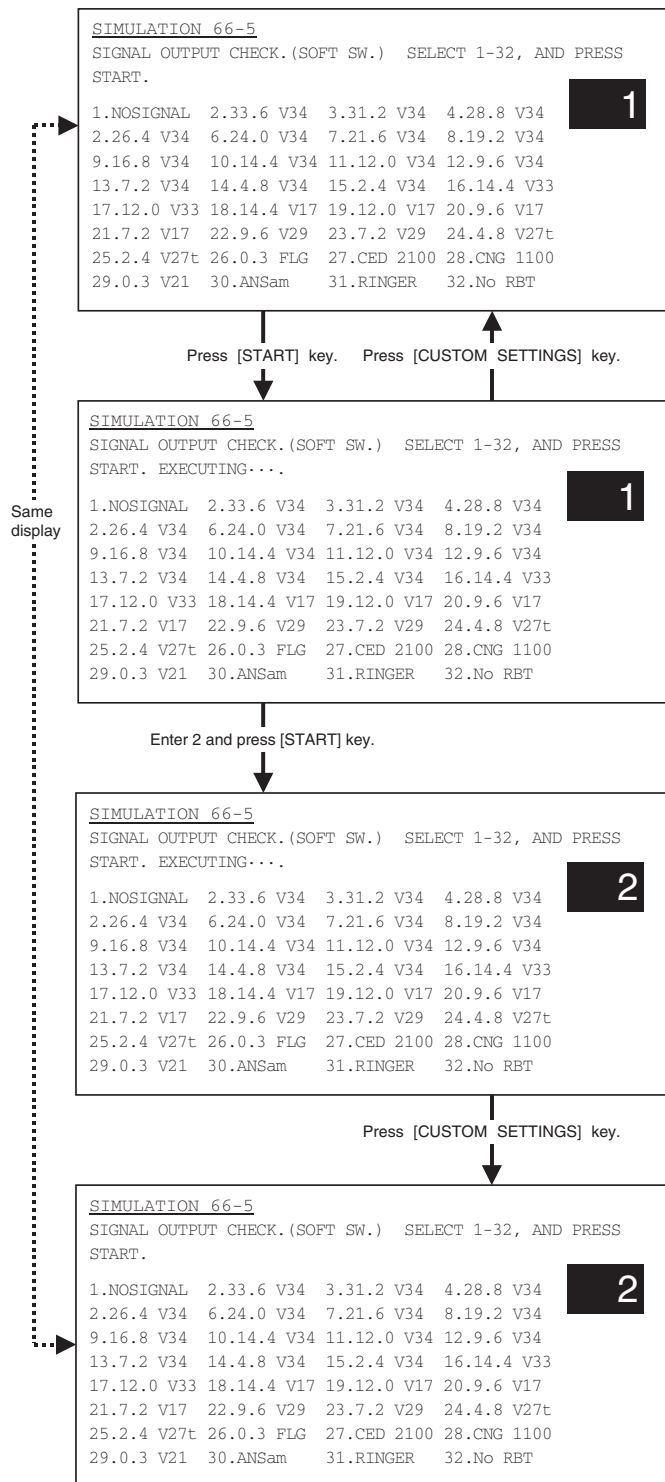 SIMULATION 66-5
SIGNAL OUTPUT CHECK.(SOFT SW.) SELECT 1-32, AND PRESS
START.
1
1.NOSIGNAL 2.33.6 V34 3.31.2 V34 4.28.8 V34
2.26.4 V34 6.24.0 V34 7.21.6 V34 8.19.2 V34
9.16.8 V34 10.14.4 V34 11.12.0 V34 12.9.6 V34
13.7.2 V34 14.4.8 V34 15.2.4 V34 16.14.4 V33
17.12.0 V33 18.14.4 V17 19.12.0 V17 20.9.6 V17
21.7.2 V17 22.9.6 V29 23.7.2 V29 24.4.8 V27t
25.2.4 V27t 26.0.3 FLG 27.CED 2100 28.CNG 1100
29.0.3 V21 30.ANSam 31.RINGER 32.No RBT
Press [START] key. Press [CUSTOM SETTINGS] key.
SIMULATION 66-5
SIGNAL OUTPUT CHECK.(SOFT SW.) SELECT 1-32, AND PRESS
START. EXECUTING···.
1
1.NOSIGNAL 2.33.6 V34 3.31.2 V34 4.28.8 V34
2.26.4 V34 6.24.0 V34 7.21.6 V34 8.19.2 V34
9.16.8 V34 10.14.4 V34 11.12.0 V34 12.9.6 V34
13.7.2 V34 14.4.8 V34 15.2.4 V34 16.14.4 V33
17.12.0 V33 18.14.4 V17 19.12.0 V17 20.9.6 V17
21.7.2 V17 22.9.6 V29 23.7.2 V29 24.4.8 V27t
25.2.4 V27t 26.0.3 FLG 27.CED 2100 28.CNG 1100
29.0.3 V21 30.ANSam 31.RINGER 32.No RBT
Same
display
Enter 2 and press [START] key.
SIMULATION 66-5
SIGNAL OUTPUT CHECK.(SOFT SW.) SELECT 1-32, AND PRESS
START. EXECUTING···.
2
1.NOSIGNAL 2.33.6 V34 3.31.2 V34 4.28.8 V34
2.26.4 V34 6.24.0 V34 7.21.6 V34 8.19.2 V34
9.16.8 V34 10.14.4 V34 11.12.0 V34 12.9.6 V34
13.7.2 V34 14.4.8 V34 15.2.4 V34 16.14.4 V33
17.12.0 V33 18.14.4 V17 19.12.0 V17 20.9.6 V17
21.7.2 V17 22.9.6 V29 23.7.2 V29 24.4.8 V27t
25.2.4 V27t 26.0.3 FLG 27.CED 2100 28.CNG 1100
29.0.3 V21 30.ANSam 31.RINGER 32.No RBT
Press [CUSTOM SETTINGS] key.
SIMULATION 66-5
SIGNAL OUTPUT CHECK.(SOFT SW.) SELECT 1-32, AND PRESS
START.
2
1.NOSIGNAL 2.33.6 V34 3.31.2 V34 4.28.8 V34
2.26.4 V34 6.24.0 V34 7.21.6 V34 8.19.2 V34
9.16.8 V34 10.14.4 V34 11.12.0 V34 12.9.6 V34
13.7.2 V34 14.4.8 V34 15.2.4 V34 16.14.4 V33
17.12.0 V33 18.14.4 V17 19.12.0 V17 20.9.6 V17
21.7.2 V17 22.9.6 V29 23.7.2 V29 24.4.8 V27t
25.2.4 V27t 26.0.3 FLG 27.CED 2100 28.CNG 1100
29.0.3 V21 30.ANSam 31.RINGER 32.No RBT